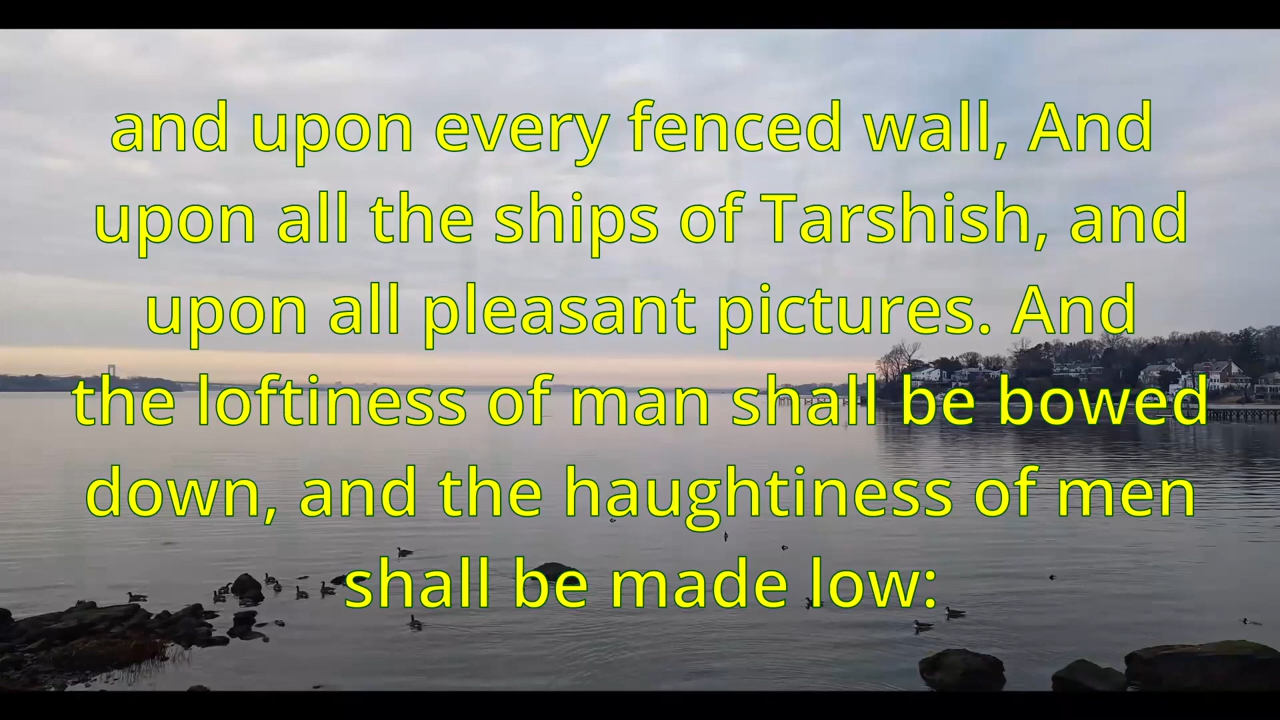 and upon every fenced wall, And
upon all the ships of Tarshish, and
upon all pleasant pictures. And
the loftiness of man shall be bowed
down, and the haughtiness of men
shall be made low: